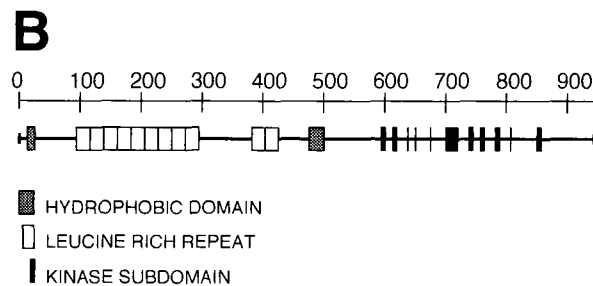 B
0 100 200 300 400 500 600 700 800 900
HYDROPHOBIC DOMAIN
LEUCINE RICH REPEAT
KINASE SUBDOMAIN